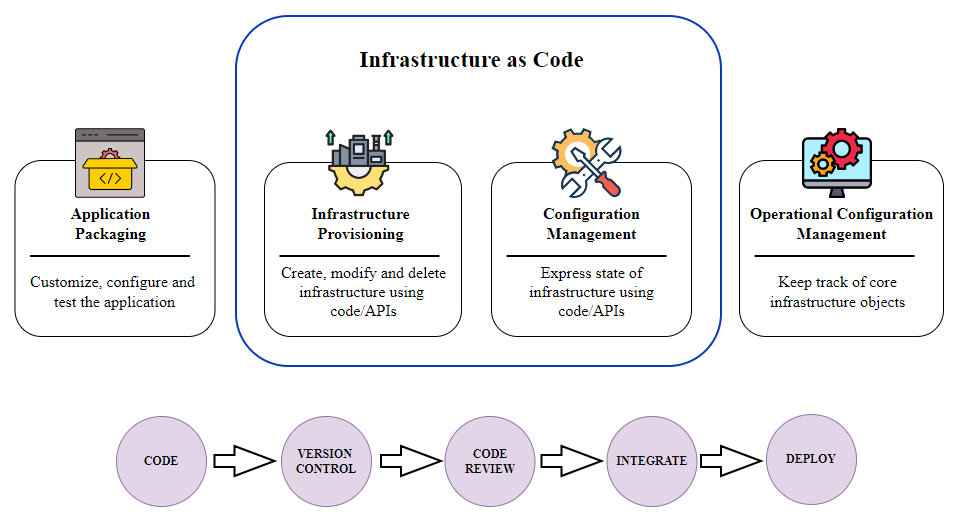 Infrastructure as Code
</>
Application
Packaging
Customize, configure and
test the application
Infrastructure
Provisioning
Create, modify and delete
infrastructure using
code/APIs
Configuration
Management
Express state of
infrastructure using
code/APIs
Operational Configuration
Management
Keep track of core
infrastructure objects
CODE
VERSION
CONTROL
CODE
REVIEW
INTEGRATE
DEPLOY